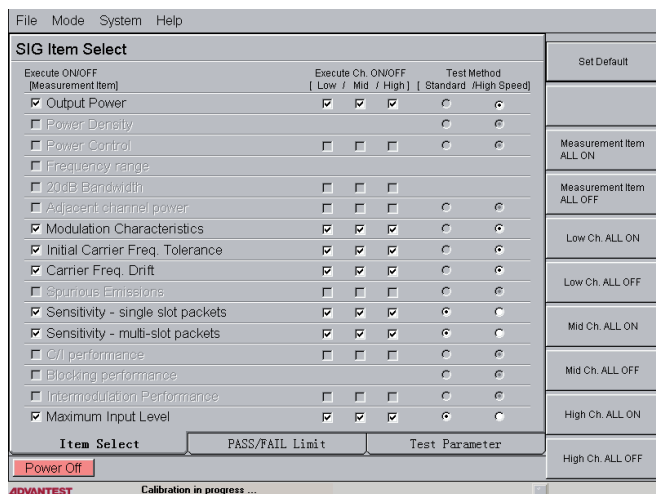 File Mode System Help
SIG Item Select
Execute ON/OFF Execute Ch. ON/OFF Test Method
[Measurement Item] [ Low / Mid / High ] [ Standard /High Speed]
Output Power
Power Density
Power Control
Frequency range
20dB Bandwidth
Adjacent channel power
Modulation Characteristics
Initial Carrier Freq. Tolerance
Carrier Freq. Drift
Spurious Emissions
Sensitivity - single slot packets
Sensitivity - multi-slot packets
C/I performance
Blocking performance
Intermodulation Performance
Maximum Input Level
Item Select PASS/FAIL Limit Test Parameter
Power Off
ADVANTEST Calibration in progress ...
Set Default
Measurement Item
ALL ON
Measurement Item
ALL OFF
Low Ch. ALL ON
Low Ch. ALL OFF
Mid Ch. ALL ON
Mid Ch. ALL OFF
High Ch. ALL ON
High Ch. ALL OFF